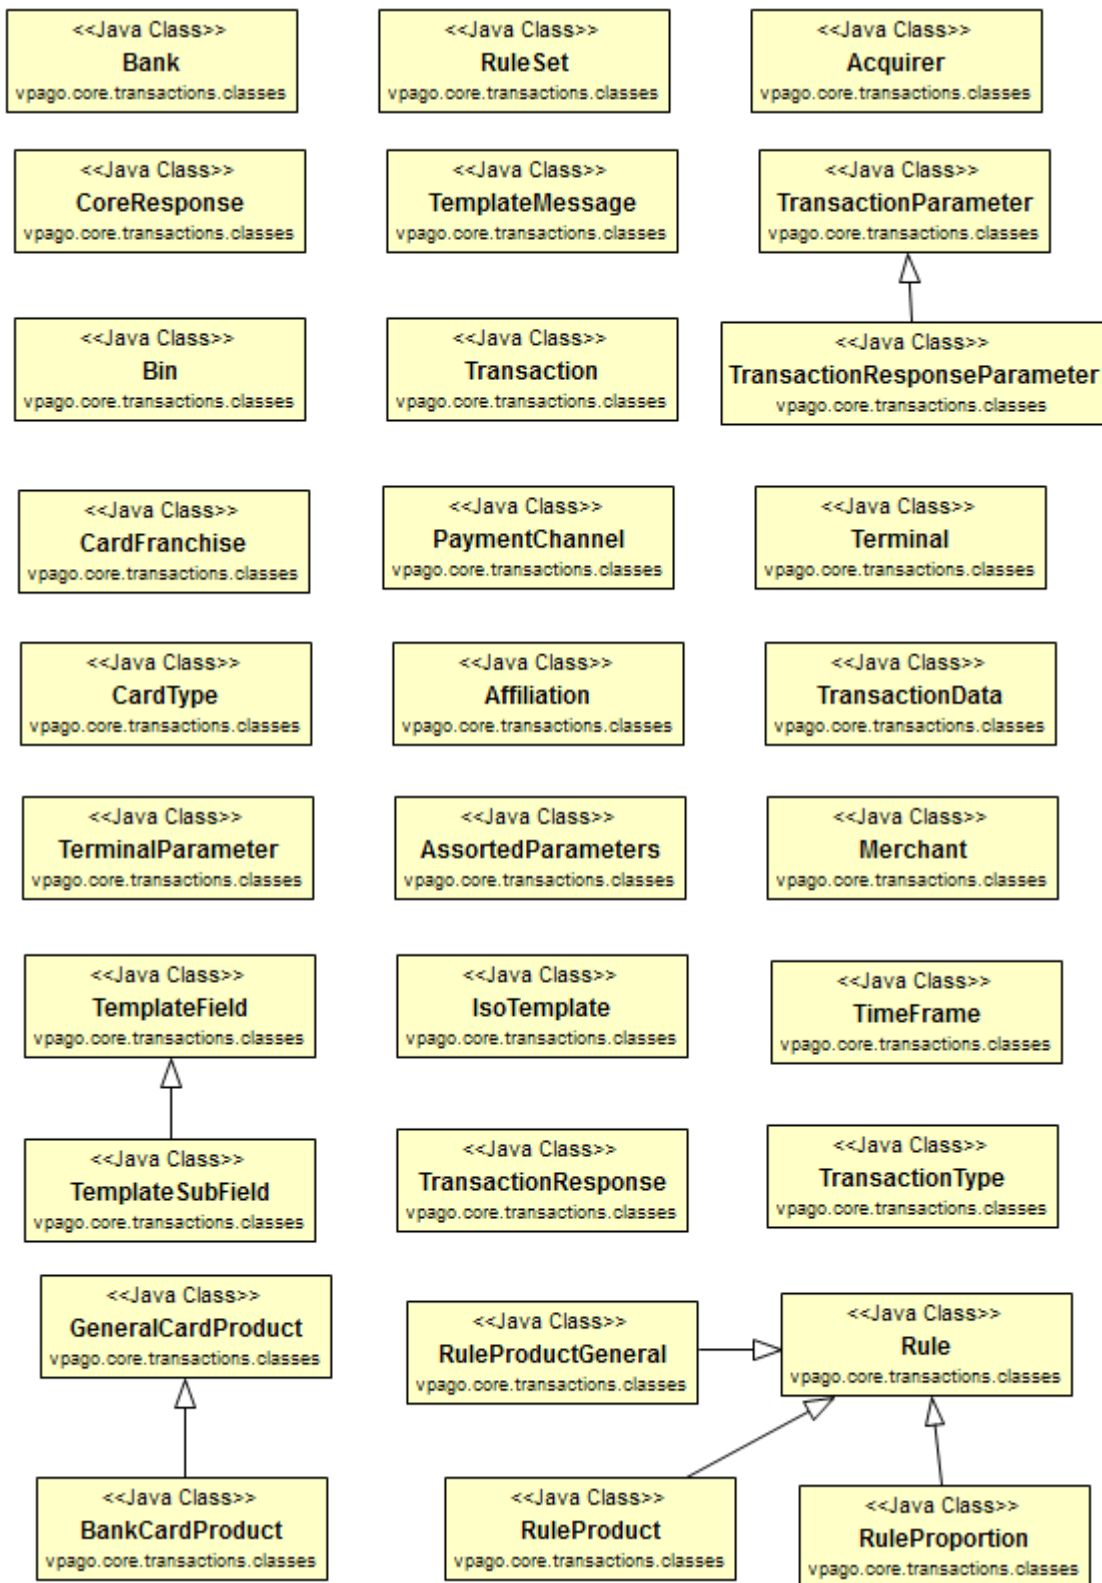 <<Java Class>>
Bank
vpago.core.transactions.classes
<<Java Class>>
RuleSet
vpago.core.transactions.classes
<<Java Class>>
Acquirer
vpago.core.transactions.classes
<<Java Class>>
CoreResponse
vpago.core.transactions.classes
<<Java Class>>
TemplateMessage
vpago.core.transactions.classes
<<Java Class>>
TransactionParameter
vpago.core.transactions.classes
<<Java Class>>
Bin
vpago.core.transactions.classes
<<Java Class>>
Transaction
vpago.core.transactions.classes
<<Java Class>>
TransactionResponseParameter
vpago.core.transactions.classes
<<Java Class>>
CardFranchise
vpago.core.transactions.classes
<<Java Class>>
PaymentChannel
vpago.core.transactions.classes
<<Java Class>>
Terminal
vpago.core.transactions.classes
<<Java Class>>
CardType
vpago.core.transactions.classes
<<Java Class>>
Affiliation
vpago.core.transactions.classes
<<Java Class>>
TransactionData
vpago.core.transactions.classes
<<Java Class>>
TerminalParameter
vpago.core.transactions.classes
<<Java Class>>
AssortedParameters
vpago.core.transactions.classes
<<Java Class>>
Merchant
vpago.core.transactions.classes
<<Java Class>>
TemplateField
vpago.core.transactions.classes
<<Java Class>>
IsoTemplate
vpago.core.transactions.classes
<<Java Class>>
TimeFrame
vpago.core.transactions.classes
<<Java Class>>
TemplateSubField
vpago.core.transactions.classes
<<Java Class>>
TransactionResponse
vpago.core.transactions.classes
<<Java Class>>
TransactionType
vpago.core.transactions.classes
<<Java Class>>
GeneralCardProduct
vpago.core.transactions.classes
<<Java Class>>
RuleProductGeneral
vpago.core.transactions.classes
<<Java Class>>
Rule
vpago.core.transactions.classes
<<Java Class>>
BankCardProduct
vpago.core.transactions.classes
<<Java Class>>
RuleProduct
vpago.core.transactions.classes
<<Java Class>>
RuleProportion
vpago.core.transactions.classes